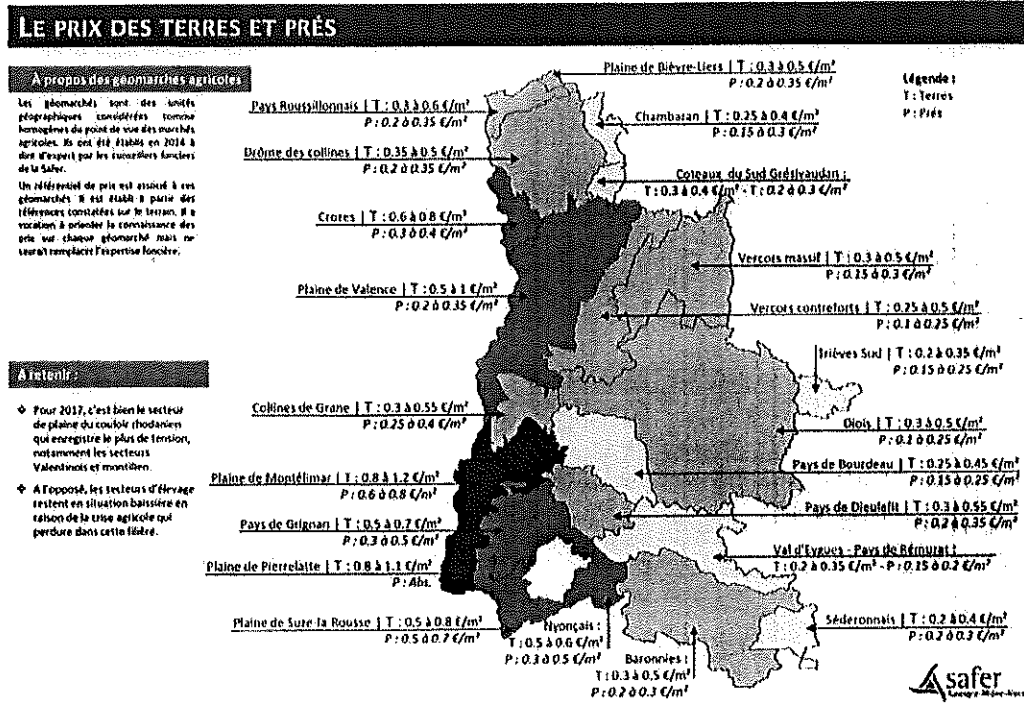 LE PRIX DES TERRES ET PRÉS
À propos des géomarchés agricoles
Les géomarchés sont des unités
géographiques considérées comme
homogènes du point de vue des marchés
agricoles. Ils ont été établis en 2014 à
dire d'expert par les conseillers fonciers
de la Safer.
Un référentiel de prix est associé à ces
géomarchés. Il est établi à partir des
références constatées sur le terrain. Il a
vocation à orienter la connaissance des
prix sur chaque géomarché mais ne
saurait remplacer l'expertise foncière.
Légende :
T : Terres
P : Prés
Plaine de Bièvre-Liers | T : 0.3 à 0.5 €/m²
P : 0.2 à 0.35 €/m²
Pays Roussillonnais | T : 0.3 à 0.6 €/m²
P : 0.2 à 0.35 €/m²
Chambaran | T : 0.25 à 0.4 €/m²
P : 0.15 à 0.3 €/m²
Drôme des collines | T : 0.35 à 0.5 €/m²
P : 0.2 à 0.35 €/m²
Coteaux du Sud Grésivaudan :
T : 0.3 à 0.4 €/m² - T : 0.2 à 0.3 €/m²
Crores | T : 0.6 à 0.8 €/m²
P : 0.3 à 0.4 €/m²
Vercors massif | T : 0.3 à 0.5 €/m²
P : 0.15 à 0.3 €/m²
Plaine de Valence | T : 0.5 à 1 €/m²
P : 0.2 à 0.35 €/m²
Vercors contreforts | T : 0.25 à 0.5 €/m²
P : 0.1 à 0.25 €/m²
Trièves Sud | T : 0.2 à 0.35 €/m²
P : 0.15 à 0.25 €/m²
A retenir :
❖ Pour 2017, c'est bien le secteur
de plaine du couloir rhodanien
qui enregistre le plus de tension,
notamment les secteurs
Valentinois et montilien.
❖ A l'opposé, les secteurs d'élevage
restent en situation baissière en
raison de la crise agricole qui
perdure dans cette filière.
Collines de Grane | T : 0.3 à 0.55 €/m²
P : 0.25 à 0.4 €/m²
Diois | T : 0.3 à 0.5 €/m²
P : 0.1 à 0.25 €/m²
Plaine de Montélimar | T : 0.8 à 1.2 €/m²
P : 0.6 à 0.8 €/m²
Pays de Bourdeau | T : 0.25 à 0.45 €/m²
P : 0.15 à 0.25 €/m²
Pays de Grignan | T : 0.5 à 0.7 €/m²
P : 0.3 à 0.5 €/m²
Pays de Dieulefit | T : 0.3 à 0.55 €/m²
P : 0.2 à 0.35 €/m²
Plaine de Pierrelatte | T : 0.8 à 1.1 €/m²
P : Abs.
Val d'Eygues - Pays de Rémuzat :
T : 0.2 à 0.35 €/m² - P : 0.15 à 0.2 €/m²
Plaine de Suze-la Rousse | T : 0.5 à 0.8 €/m²
P : 0.5 à 0.7 €/m²
Nyonçais :
T : 0.5 à 0.6 €/m²
P : 0.3 à 0.5 €/m²
Baronnies :
T : 0.3 à 0.5 €/m²
P : 0.2 à 0.3 €/m²
Séderonnais | T : 0.2 à 0.4 €/m²
P : 0.2 à 0.3 €/m²
safer